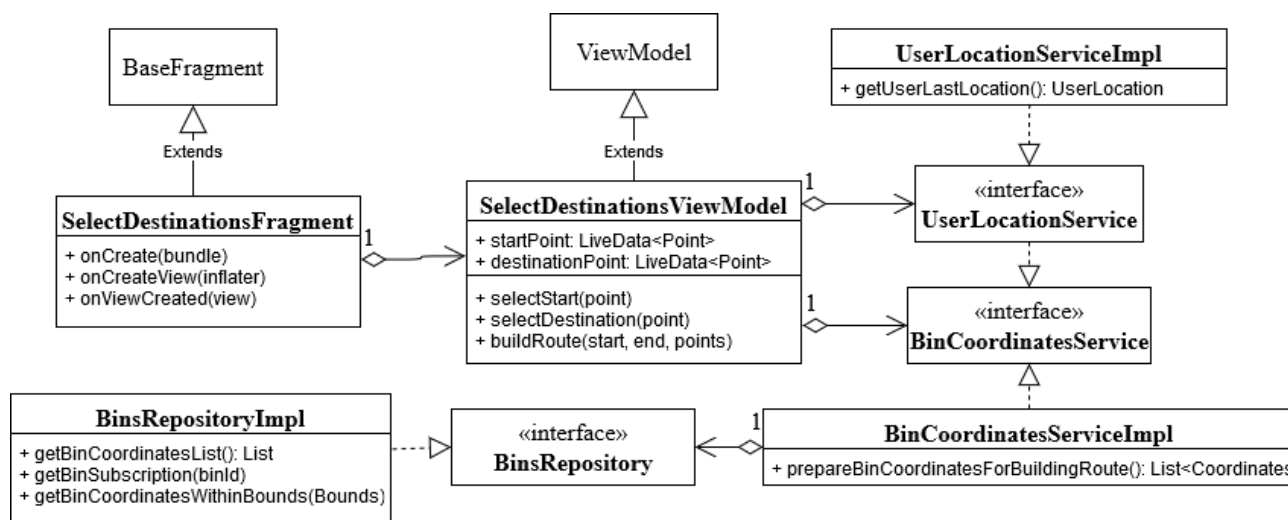 BaseFragment
Extends
SelectDestinationsFragment
+ onCreate(bundle)
+ onCreateView(inflater)
+ onViewCreated(view)
1
ViewModel
Extends
SelectDestinationsViewModel
+ startPoint: LiveData<Point>
+ destinationPoint: LiveData<Point>
+ selectStart(point)
+ selectDestination(point)
+ buildRoute(start, end, points)
1
1
UserLocationServiceImpl
+ getUserLastLocation(): UserLocation
«interface»
UserLocationService
«interface»
BinCoordinatesService
BinsRepositoryImpl
+ getBinCoordinatesList(): List
+ getBinSubscription(binId)
+ getBinCoordinatesWithinBounds(Bounds)
«interface»
BinsRepository
1
BinCoordinatesServiceImpl
+ prepareBinCoordinatesForBuildingRoute(): List<Coordinates